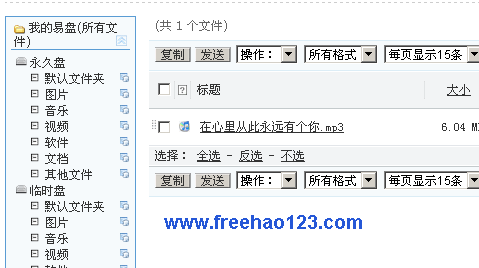 我的易盘(所有文
件)
永久盘
默认文件夹
图片
音乐
视频
软件
文档
其他文件
临时盘
默认文件夹
图片
音乐
视频
(共 1 个文件)
复制 发送 操作: 所有格式 每页显示15条
? 标题 大小
在心里从此永远有个你.mp3 6.04
选择: 全选 - 反选 - 不选
复制 发送 操作: 所有格式 每页显示15条
www.freehao123.com